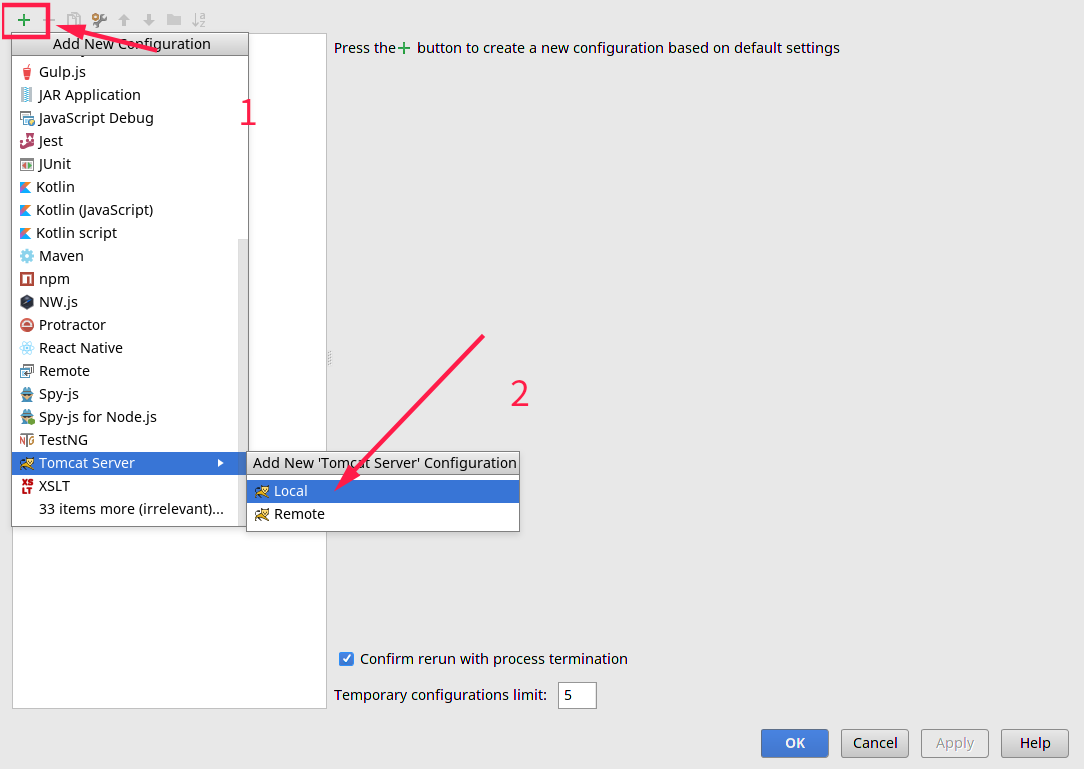 Add New Configuration
Press the + button to create a new configuration based on default settings
Gulp.js
JAR Application
1
JavaScript Debug
Jest
JUnit
Kotlin
Kotlin (JavaScript)
Kotlin script
Maven
npm
NW.js
Protractor
React Native
Remote
Spy-js
2
Spy-js for Node.js
TestNG
Tomcat Server
Add New 'Tomcat Server' Configuration
XSLT
Local
33 items more (irrelevant)...
Remote
Confirm rerun with process termination
Temporary configurations limit: 5
OK Cancel Apply Help